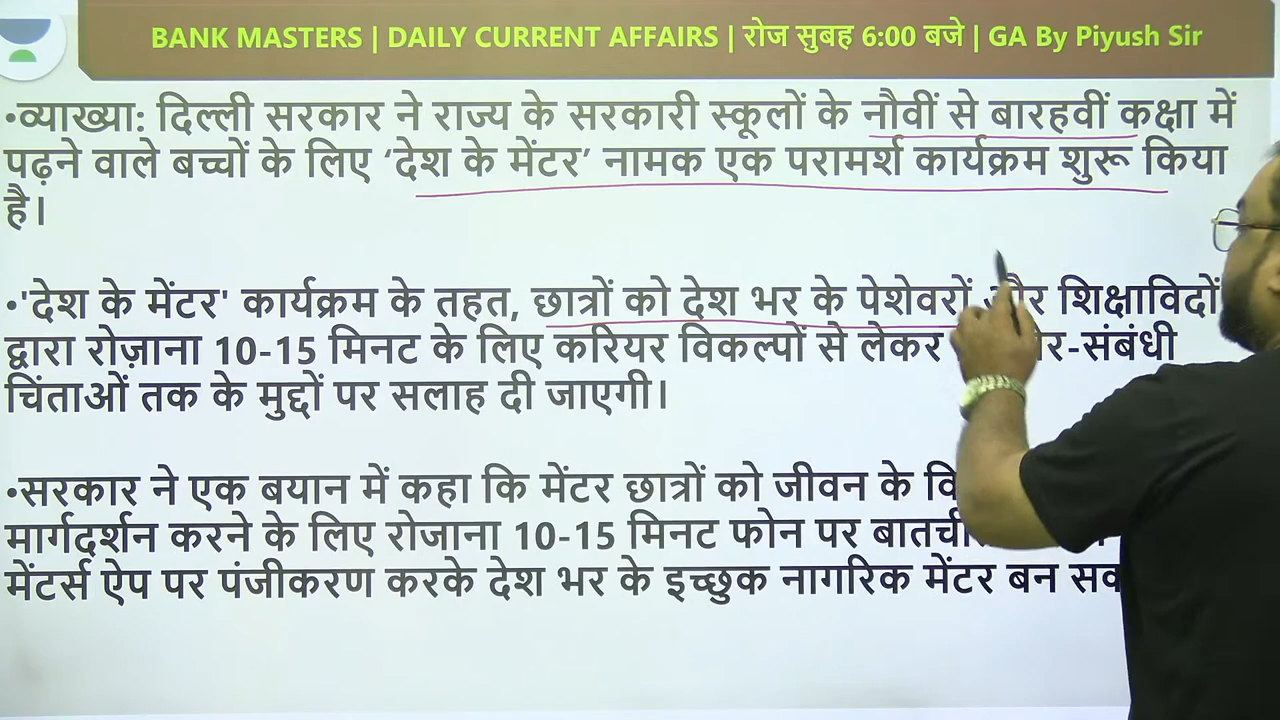 BANK MASTERS | DAILY CURRENT AFFAIRS | रोज सुबह 6:00 बजे | GA By Piyush Sir
•व्याख्या: दिल्ली सरकार ने राज्य के सरकारी स्कूलों के नौवीं से बारहवीं कक्षा में
पढ़ने वाले बच्चों के लिए ‘देश के मेंटर’ नामक एक परामर्श कार्यक्रम शुरू किया
है।
•'देश के मेंटर' कार्यक्रम के तहत, छात्रों को देश भर के पेशेवरों और शिक्षाविदों
द्वारा रोज़ाना 10-15 मिनट के लिए करियर विकल्पों से लेकर
चिंताओं तक के मुद्दों पर सलाह दी जाएगी।
•सरकार ने एक बयान में कहा कि मेंटर छात्रों को जीवन के
मार्गदर्शन करने के लिए रोजाना 10-15 मिनट फोन पर
मेंटर्स ऐप पर पंजीकरण करके देश भर के इच्छुक नागरिक मेंटर बन